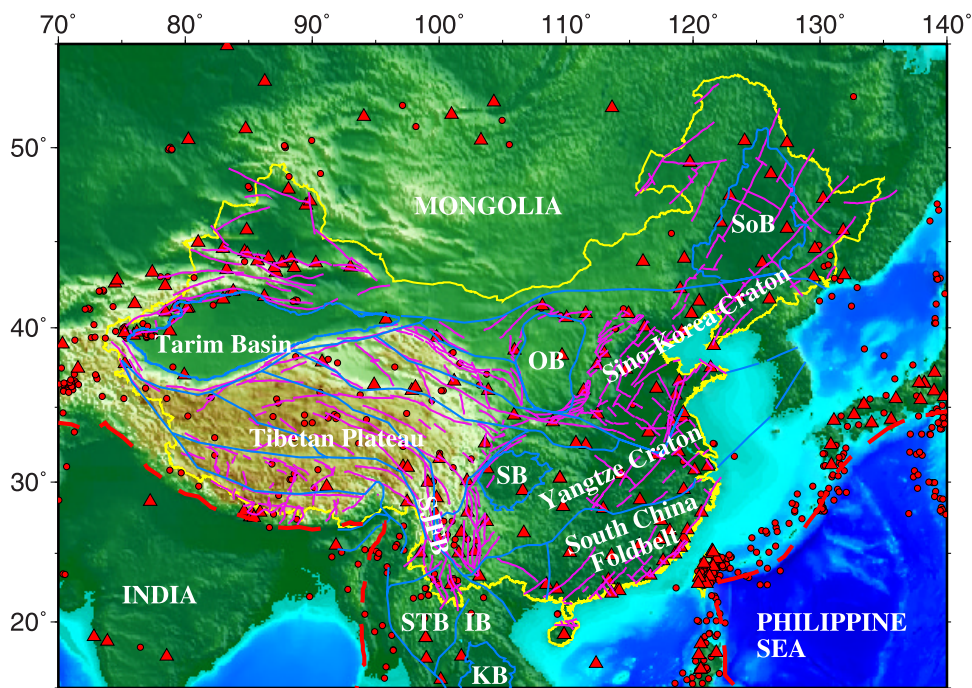 70° 80° 90° 100° 110° 120° 130° 140°
50°
MONGOLIA
SoB
40°
Tarim Basin
OB
Sino-Korea Craton
Tibetan Plateau
30°
SB
Yangtze Craton
SJFB
South China
Foldbelt
INDIA
20°
STB IB
KB
PHILIPPINE
SEA